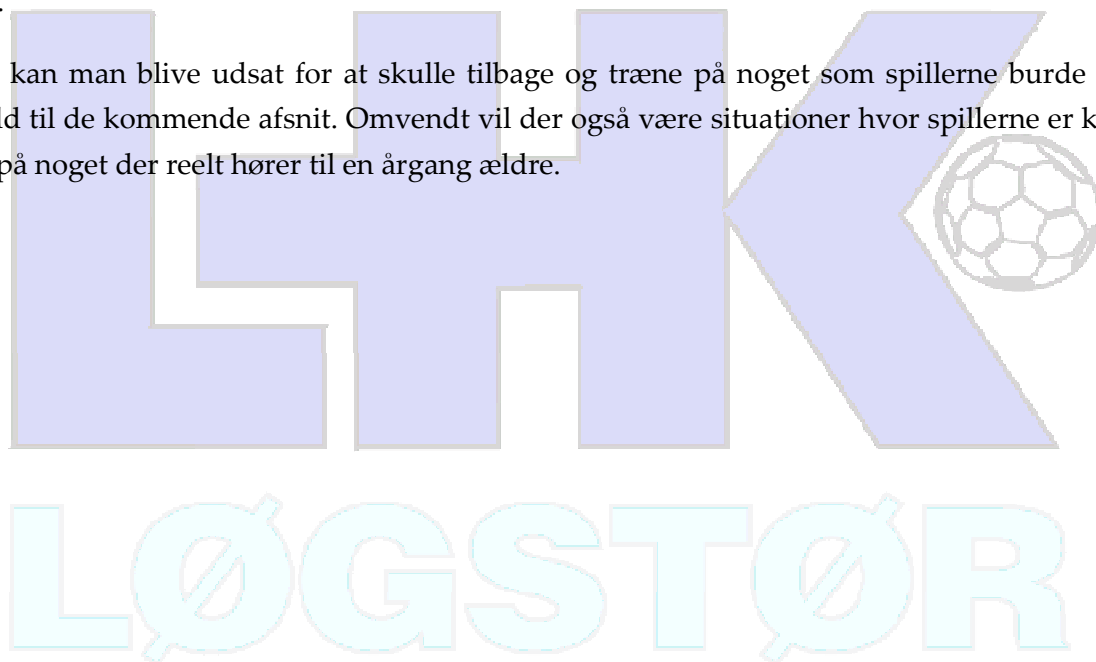 .
kan man blive udsat for at skulle tilbage og træne på noget som spillerne burde
ld til de kommende afsnit. Omvendt vil der også være situationer hvor spillerne er k
på noget der reelt hører til en årgang ældre.
LHK
LØGSTØR